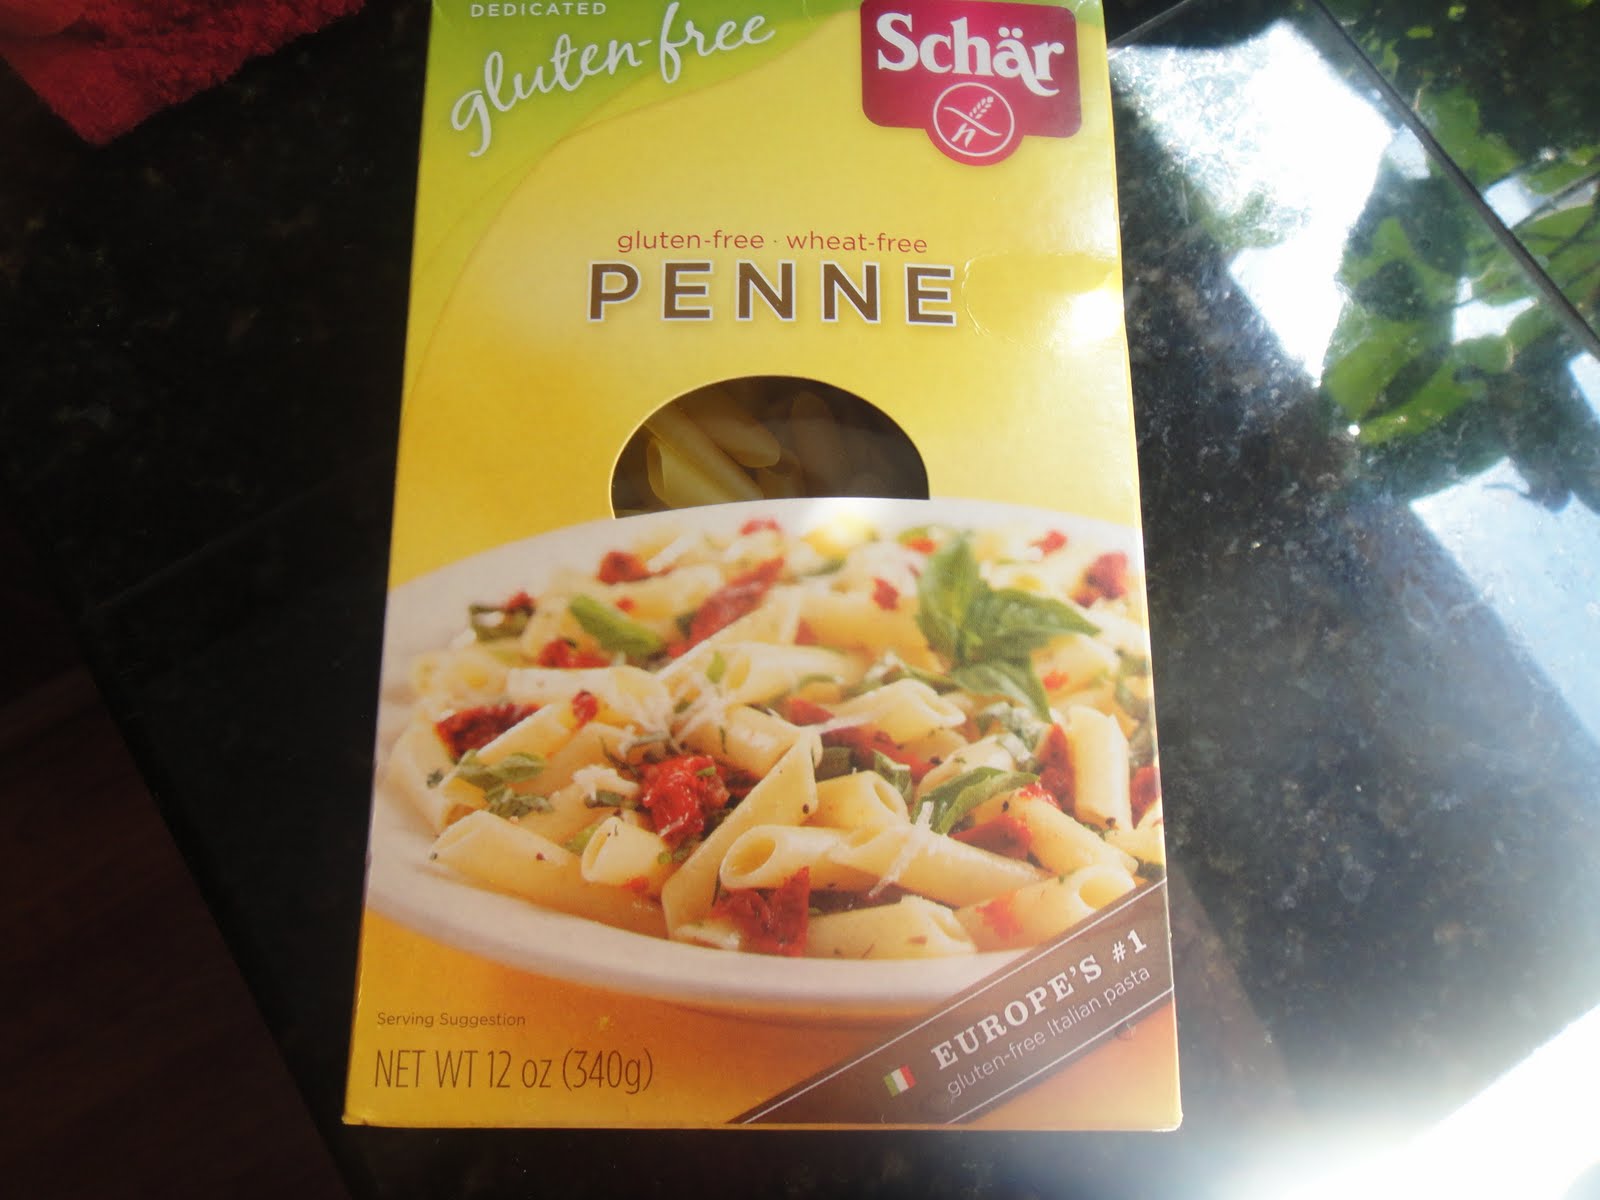 DEDICATED
gluten-free
Schär
gluten-free · wheat-free
PENNE
EUROPE'S #1
gluten-free Italian pasta
Serving Suggestion
NET WT 12 oz (340g)